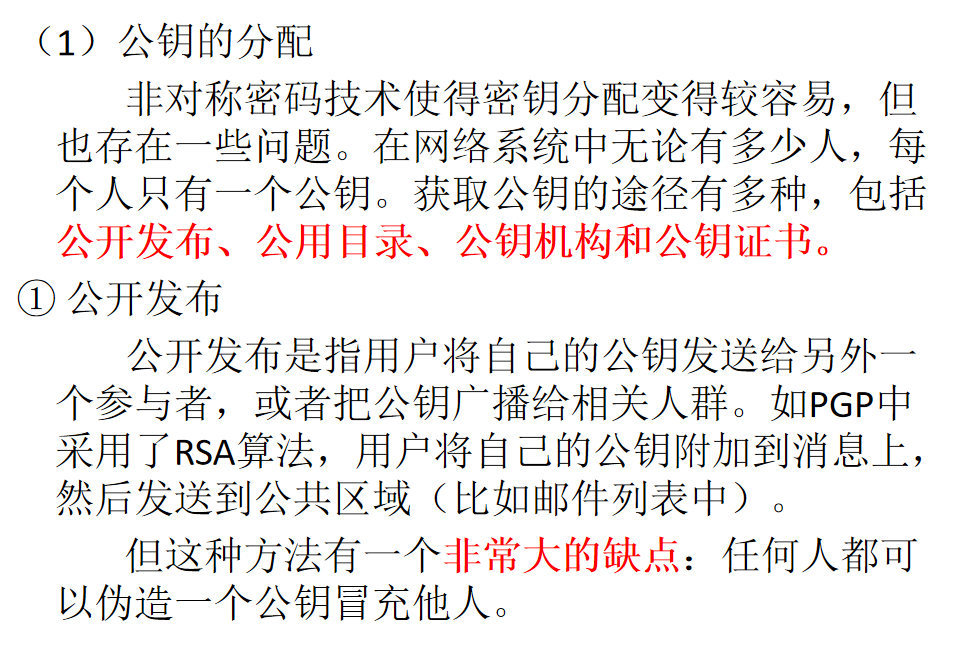 （1）公钥的分配
非对称密码技术使得密钥分配变得较容易，但
也存在一些问题。在网络系统中无论有多少人，每
个人只有一个公钥。获取公钥的途径有多种，包括
公开发布、公用目录、公钥机构和公钥证书。
① 公开发布
公开发布是指用户将自己的公钥发送给另外一
个参与者，或者把公钥广播给相关人群。如PGP中
采用了RSA算法，用户将自己的公钥附加到消息上，
然后发送到公共区域（比如邮件列表中）。
但这种方法有一个非常大的缺点：任何人都可
以伪造一个公钥冒充他人。